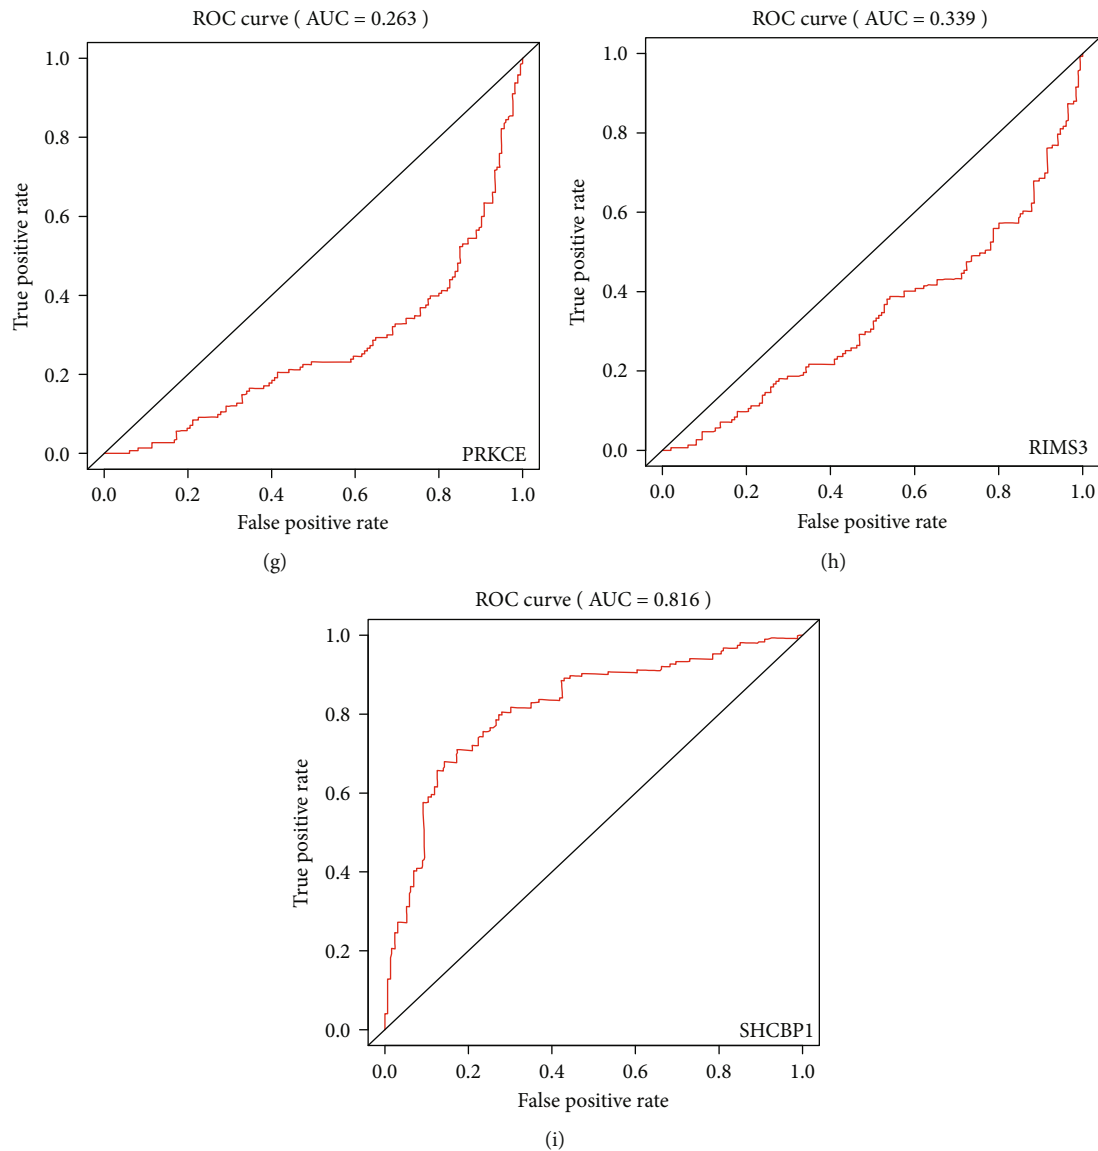 ROC curve ( AUC = 0.263 )
True positive rate
1.0
0.8
0.6
0.4
0.2
0.0
PRKCE
0.0 0.2 0.4 0.6 0.8 1.0
False positive rate
(g)
ROC curve ( AUC = 0.339 )
True positive rate
1.0
0.8
0.6
0.4
0.2
0.0
RIMS3
0.0 0.2 0.4 0.6 0.8 1.0
False positive rate
(h)
ROC curve ( AUC = 0.816 )
True positive rate
1.0
0.8
0.6
0.4
0.2
0.0
SHCBP1
0.0 0.2 0.4 0.6 0.8 1.0
False positive rate
(i)